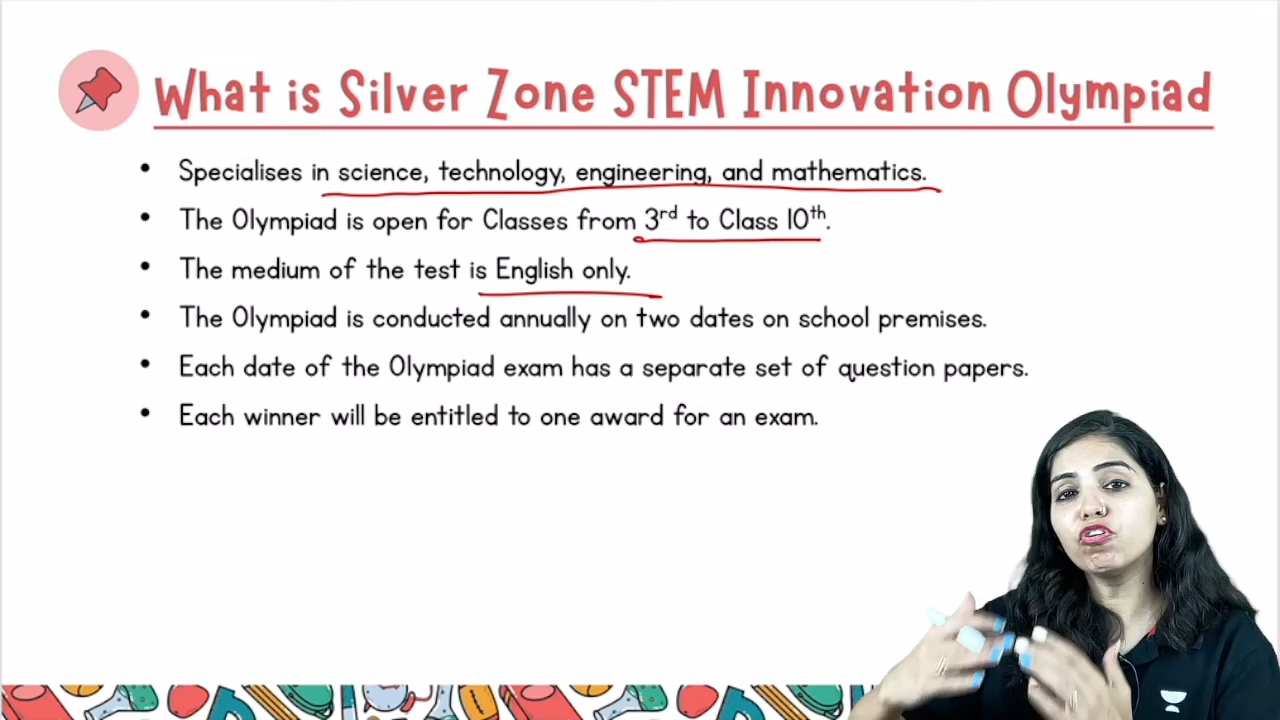 What is Silver Zone STEM Innovation Olympiad
• Specialises in science, technology, engineering, and mathematics.
• The Olympiad is open for Classes from 3rd to Class 10th.
• The medium of the test is English only.
• The Olympiad is conducted annually on two dates on school premises.
• Each date of the Olympiad exam has a separate set of question papers.
• Each winner will be entitled to one award for an exam.